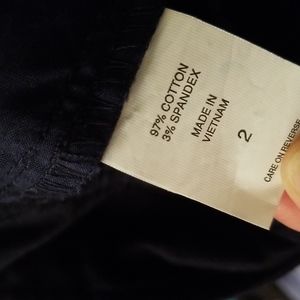 97% COTTON
3% SPANDEX
MADE IN
VIETNAM
2
CARE ON REVERSE